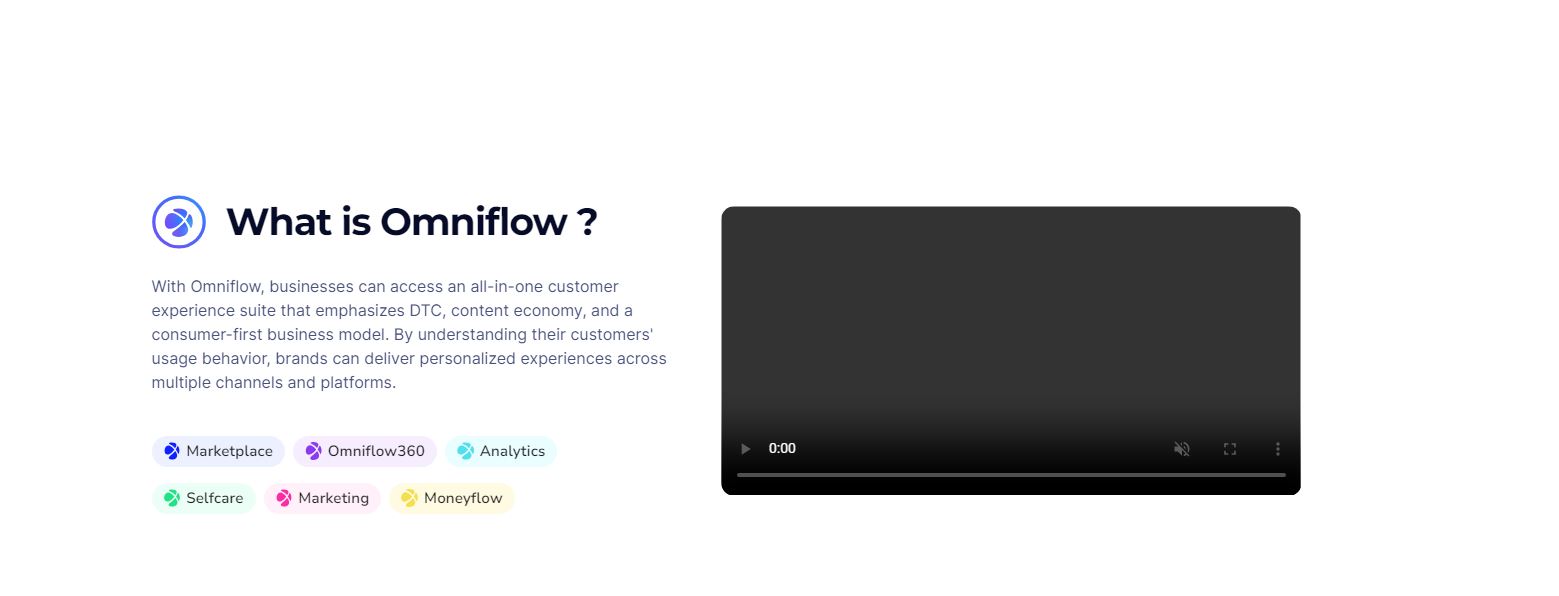 What is Omniflow ?
With Omniflow, businesses can access an all-in-one customer
experience suite that emphasizes DTC, content economy, and a
consumer-first business model. By understanding their customers'
usage behavior, brands can deliver personalized experiences across
multiple channels and platforms.
Marketplace Omniflow360 Analytics
Selfcare Marketing Moneyflow
0:00